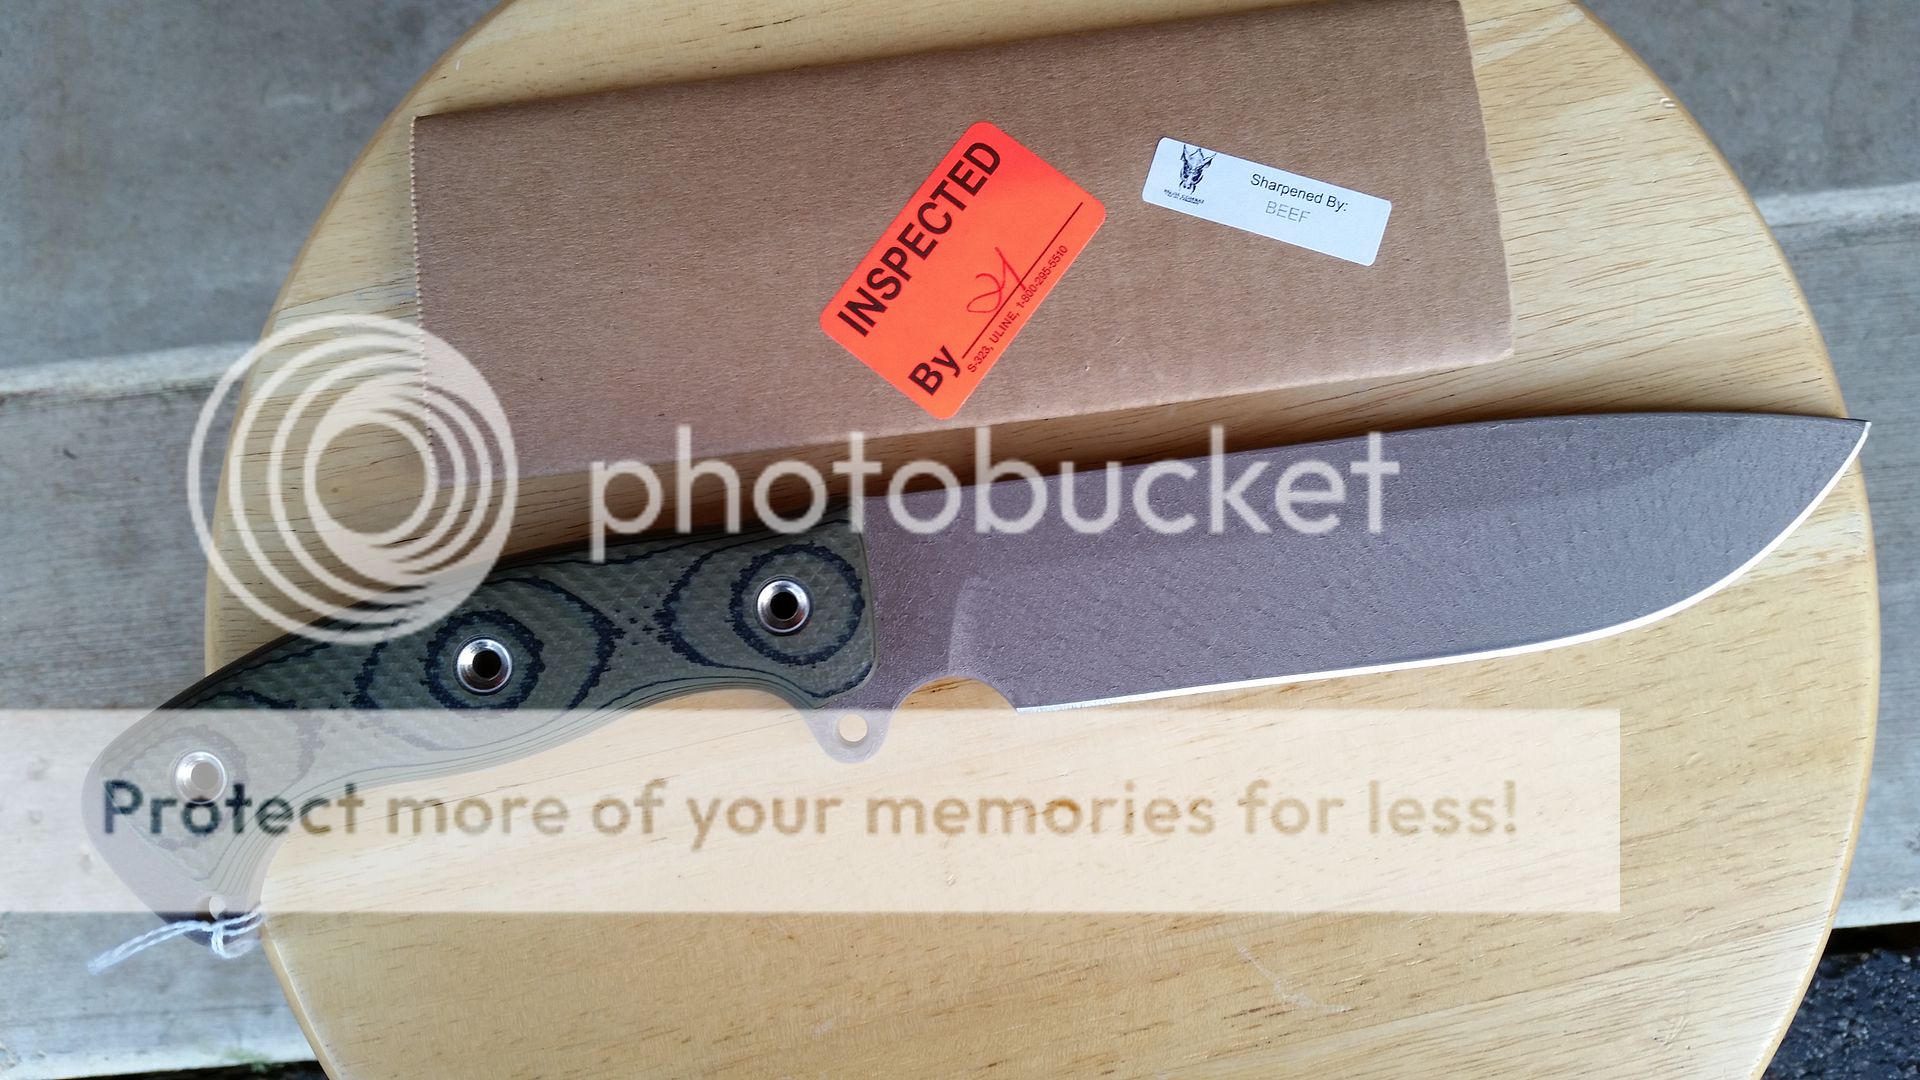 INSPECTED
By 24
S-323, ULINE, 1-800-295-5510
Sharpened By:
BEEF
photobucket
Protect more of your memories for less!